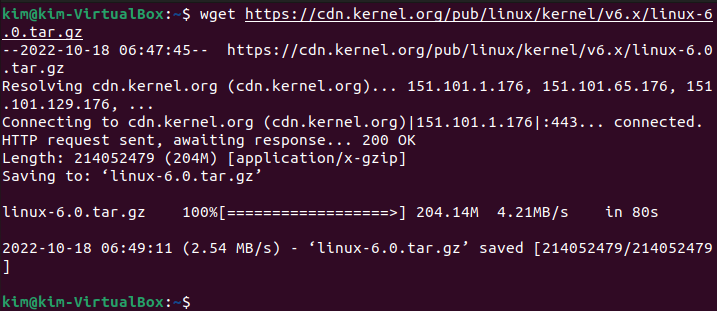 kim@kim-VirtualBox:~$ wget https://cdn.kernel.org/pub/linux/kernel/v6.x/linux-6
.0.tar.gz
--2022-10-18 06:47:45--  https://cdn.kernel.org/pub/linux/kernel/v6.x/linux-6.0
.tar.gz
Resolving cdn.kernel.org (cdn.kernel.org)... 151.101.1.176, 151.101.65.176, 151
.101.129.176, ...
Connecting to cdn.kernel.org (cdn.kernel.org)|151.101.1.176|:443... connected.
HTTP request sent, awaiting response... 200 OK
Length: 214052479 (204M) [application/x-gzip]
Saving to: ‘linux-6.0.tar.gz’
linux-6.0.tar.gz    100%[==================>] 204.14M  4.21MB/s    in 80s
2022-10-18 06:49:11 (2.54 MB/s) - ‘linux-6.0.tar.gz’ saved [214052479/214052479
]
kim@kim-VirtualBox:~$